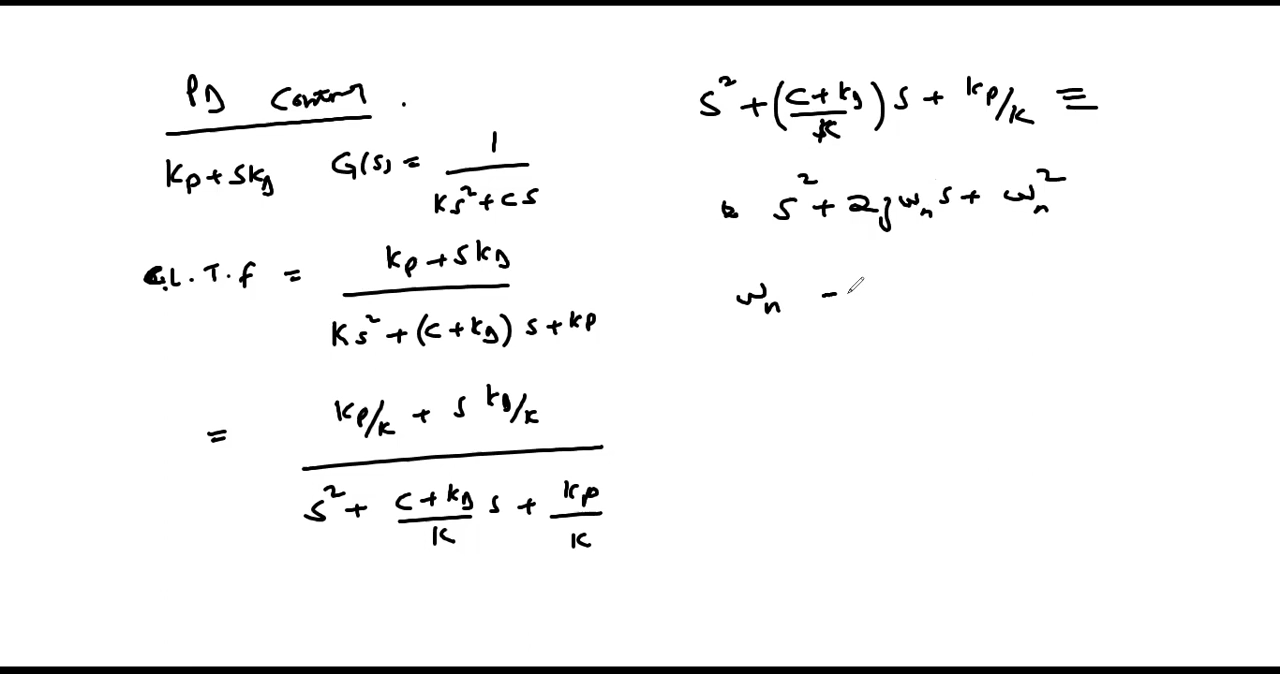 PD Control .
Kp + SKD G(s) = 1 / (Ks² + cs)
C.L.T.f = (Kp + SKD) / (Ks² + (c + KD) s + Kp)
= (Kp/K + s KD/K) / (s² + (c + KD)/K s + Kp/K)
s² + ((c + KD)/K) s + Kp/K ≡
s² + 2ζωn s + ωn²
ωn -